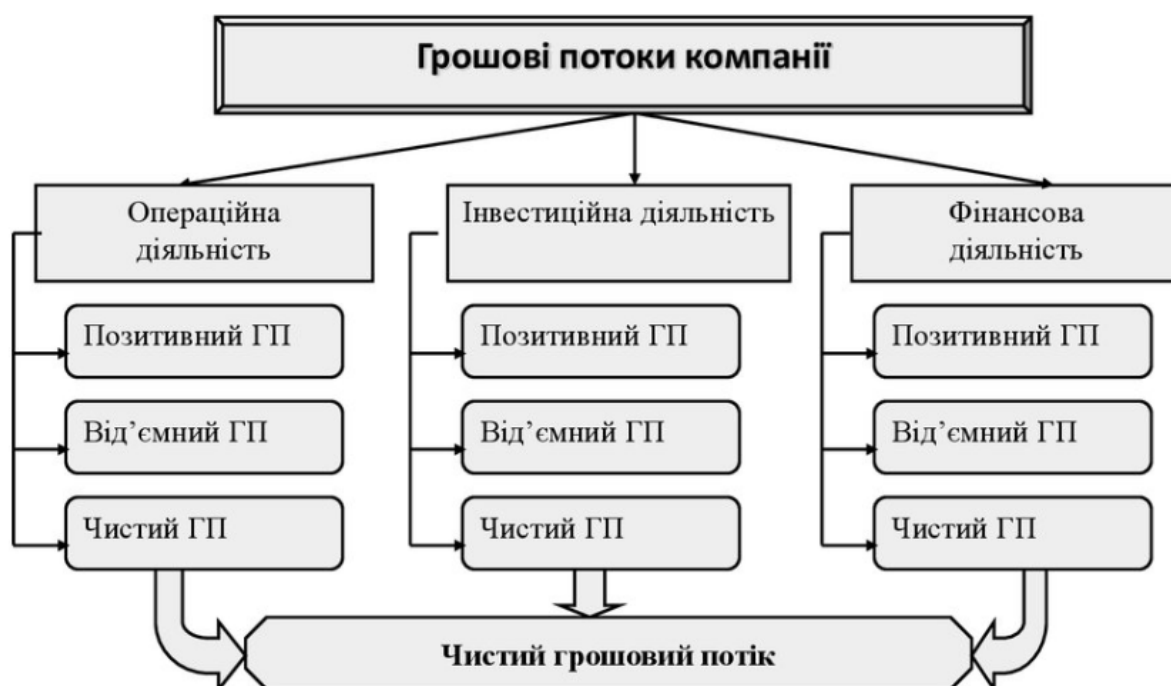 Грошові потоки компанії
Операційна
діяльність
Позитивний ГП
Від’ємний ГП
Чистий ГП
Інвестиційна діяльність
Позитивний ГП
Від’ємний ГП
Чистий ГП
Фінансова
діяльність
Позитивний ГП
Від’ємний ГП
Чистий ГП
Чистий грошовий потік